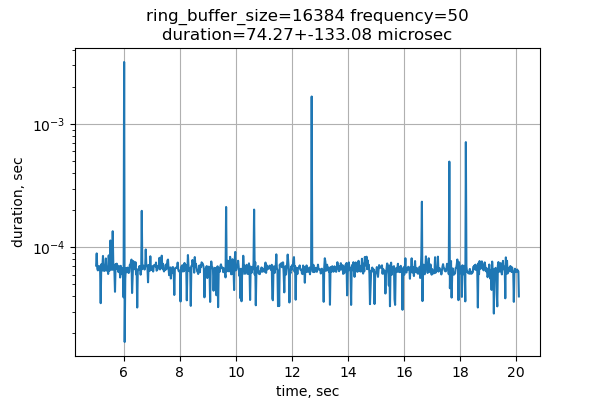 ring_buffer_size=16384 frequency=50
duration=74.27+-133.08 microsec
10⁻³
10⁻⁴
duration, sec
6 8 10 12 14 16 18 20
time, sec